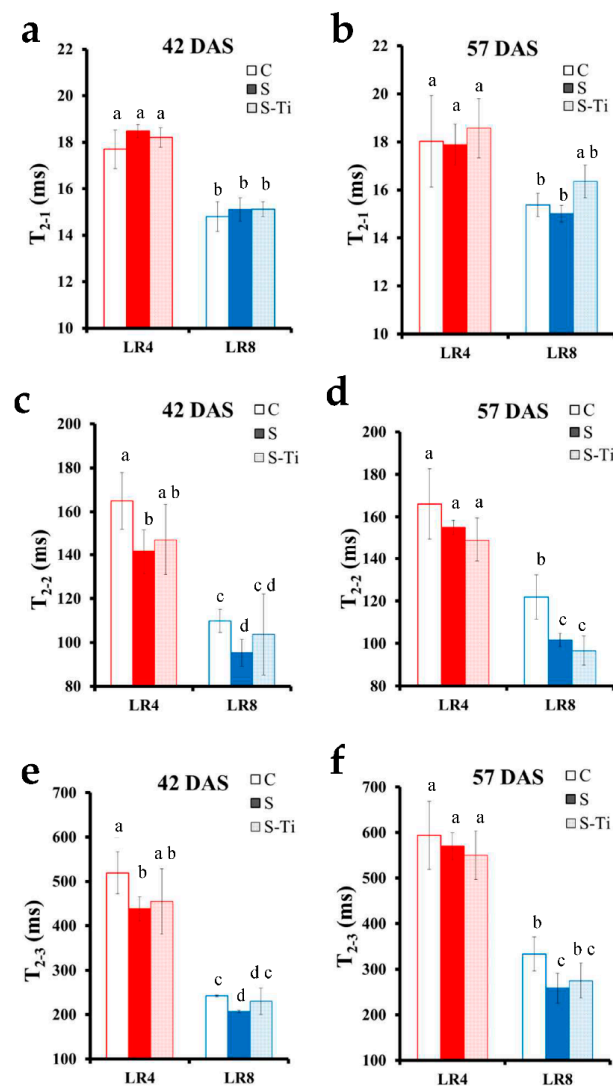 a
42 DAS
22
20
18
16
14
12
10
T2-1 (ms)
C
S
S-Ti
a a a
b b b
LR4 LR8
b
57 DAS
22
20
18
16
14
12
10
T2-1 (ms)
C
S
S-Ti
a a a
b b a b
LR4 LR8
c
42 DAS
200
180
160
140
120
100
80
T2-2 (ms)
C
S
S-Ti
a b a b
c d c d
LR4 LR8
d
57 DAS
200
180
160
140
120
100
80
T2-2 (ms)
C
S
S-Ti
a a a
b c c
LR4 LR8
e
42 DAS
700
600
500
400
300
200
100
T2-3 (ms)
C
S
S-Ti
a b a b
c d d c
LR4 LR8
f
57 DAS
700
600
500
400
300
200
100
T2-3 (ms)
C
S
S-Ti
a a a
b c b c
LR4 LR8